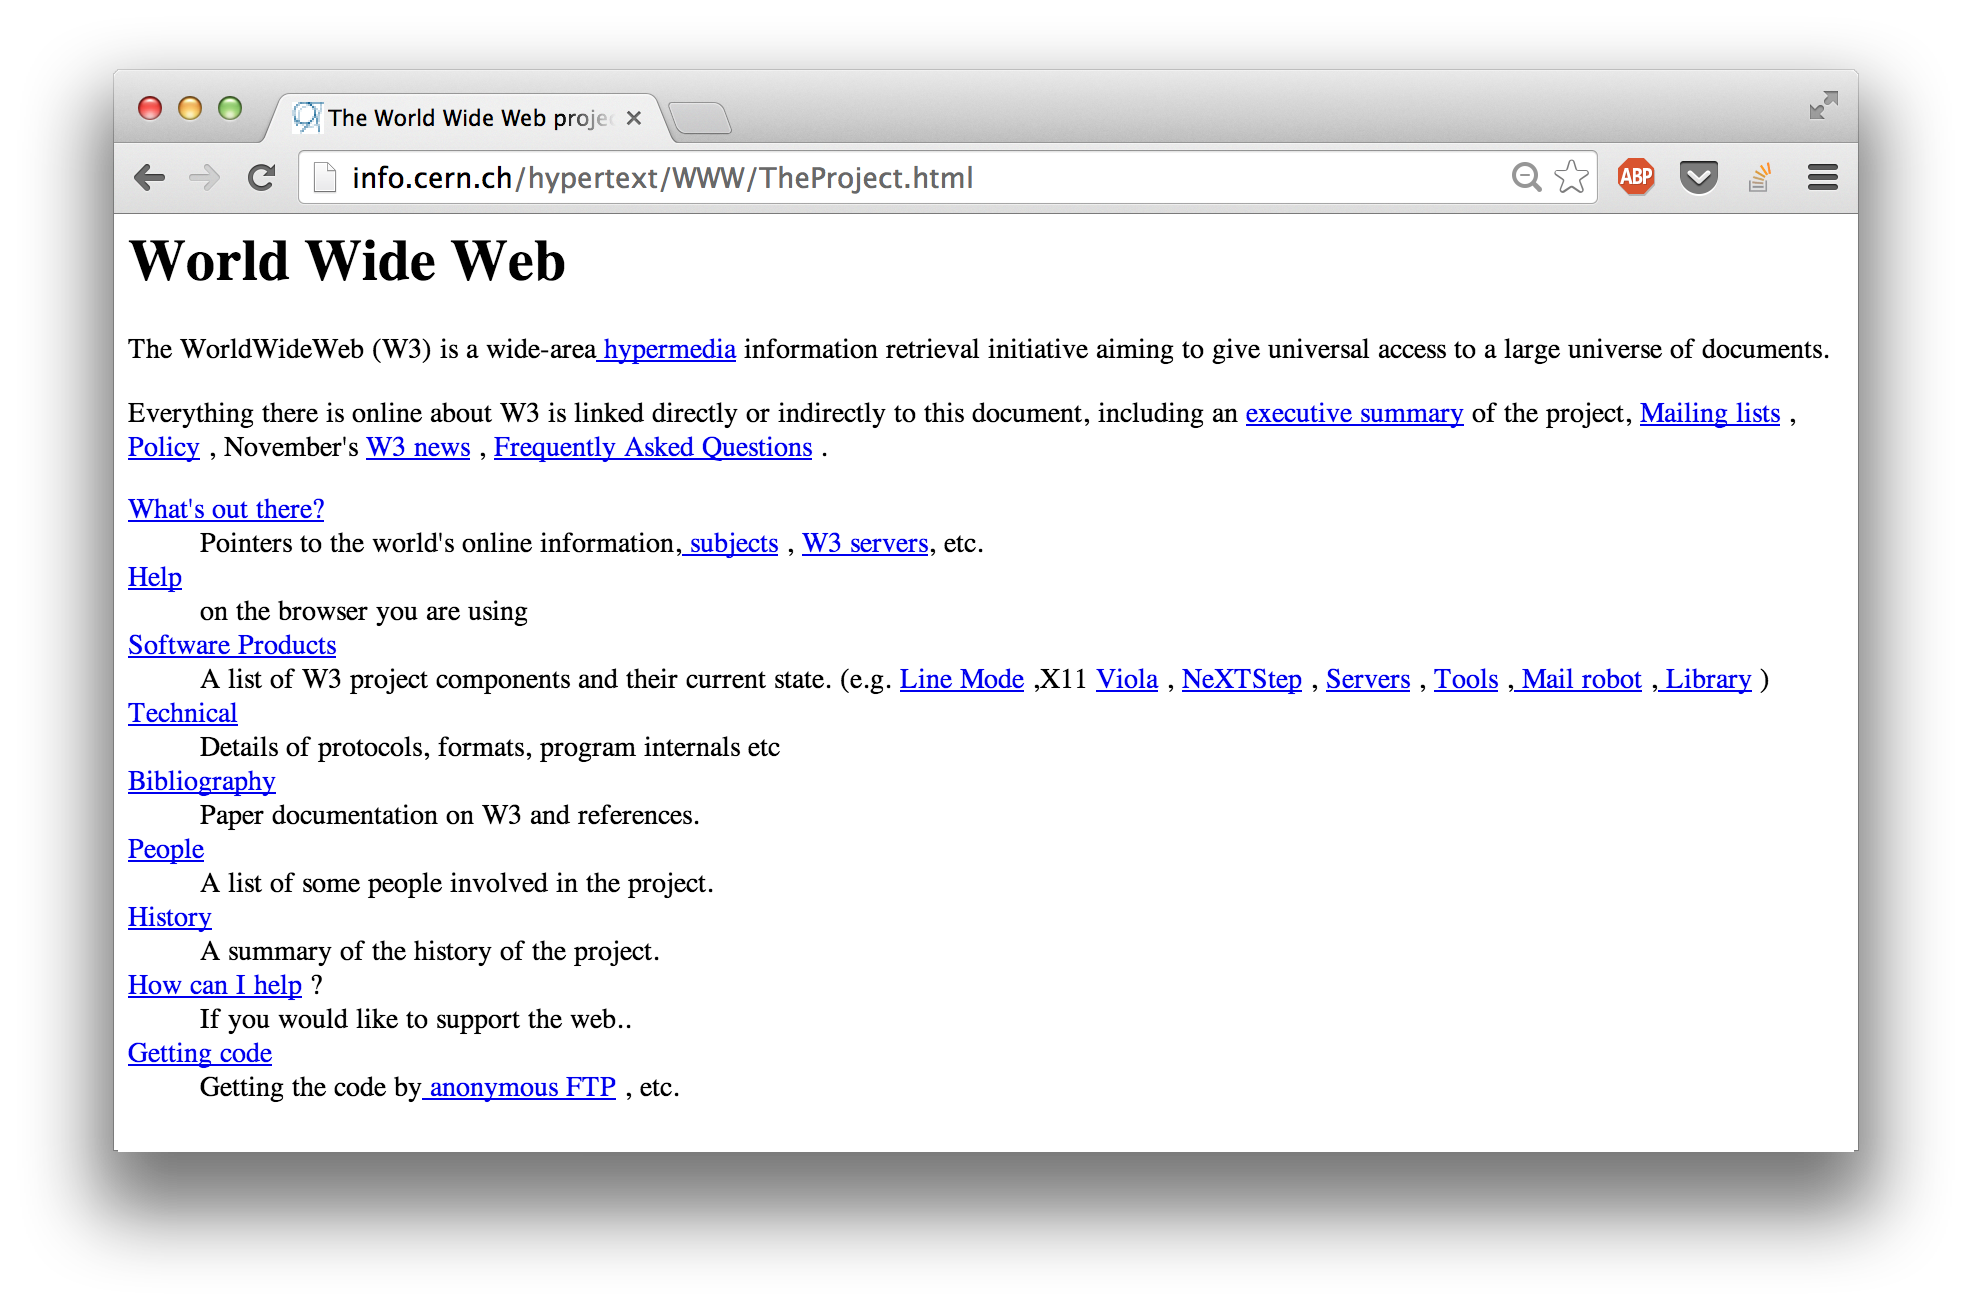 The World Wide Web projec
info.cern.ch/hypertext/WWW/TheProject.html
ABP
World Wide Web
The WorldWideWeb (W3) is a wide-area hypermedia information retrieval initiative aiming to give universal access to a large universe of documents.
Everything there is online about W3 is linked directly or indirectly to this document, including an executive summary of the project, Mailing lists ,
Policy , November's W3 news , Frequently Asked Questions .
What's out there?
Pointers to the world's online information, subjects , W3 servers, etc.
Help
on the browser you are using
Software Products
A list of W3 project components and their current state. (e.g. Line Mode ,X11 Viola , NeXTStep , Servers , Tools , Mail robot , Library )
Technical
Details of protocols, formats, program internals etc
Bibliography
Paper documentation on W3 and references.
People
A list of some people involved in the project.
History
A summary of the history of the project.
How can I help ?
If you would like to support the web..
Getting code
Getting the code by anonymous FTP , etc.